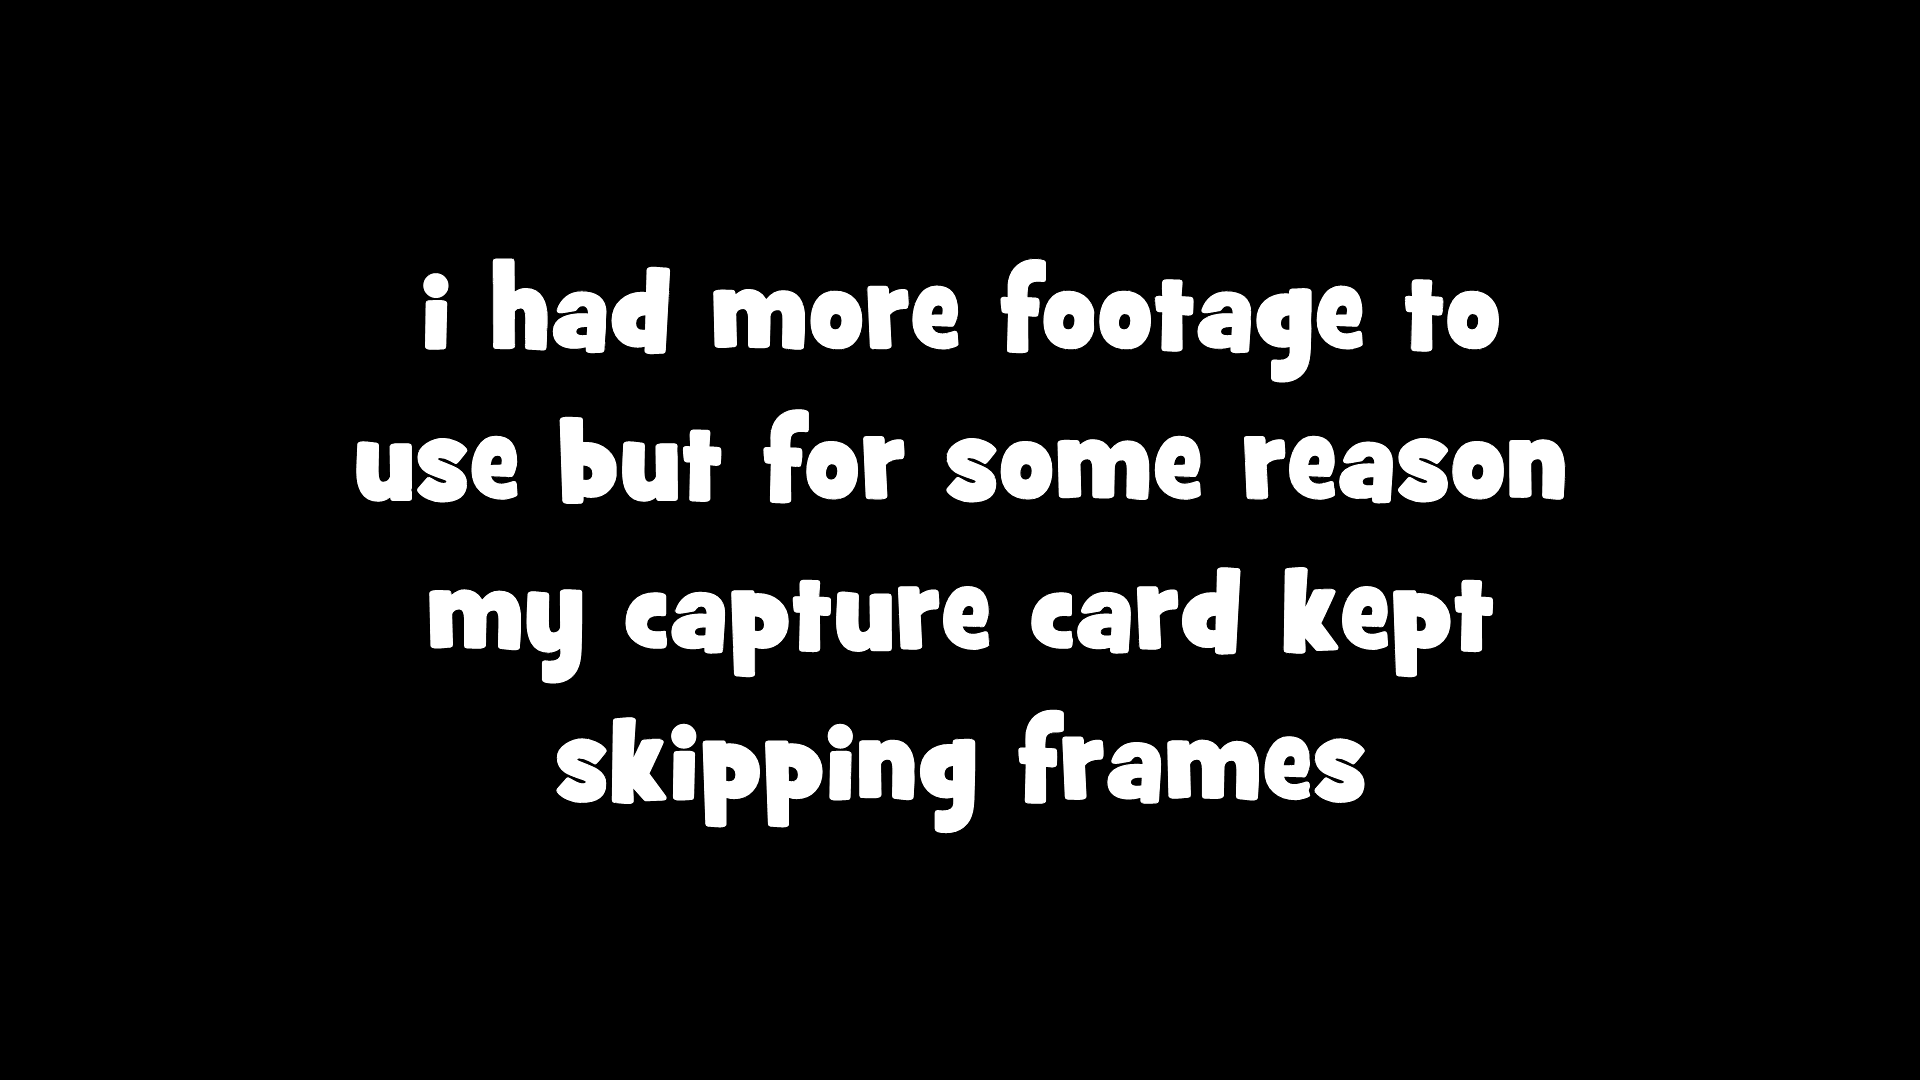 i had more footage to
use but for some reason
my capture card kept
skipping frames